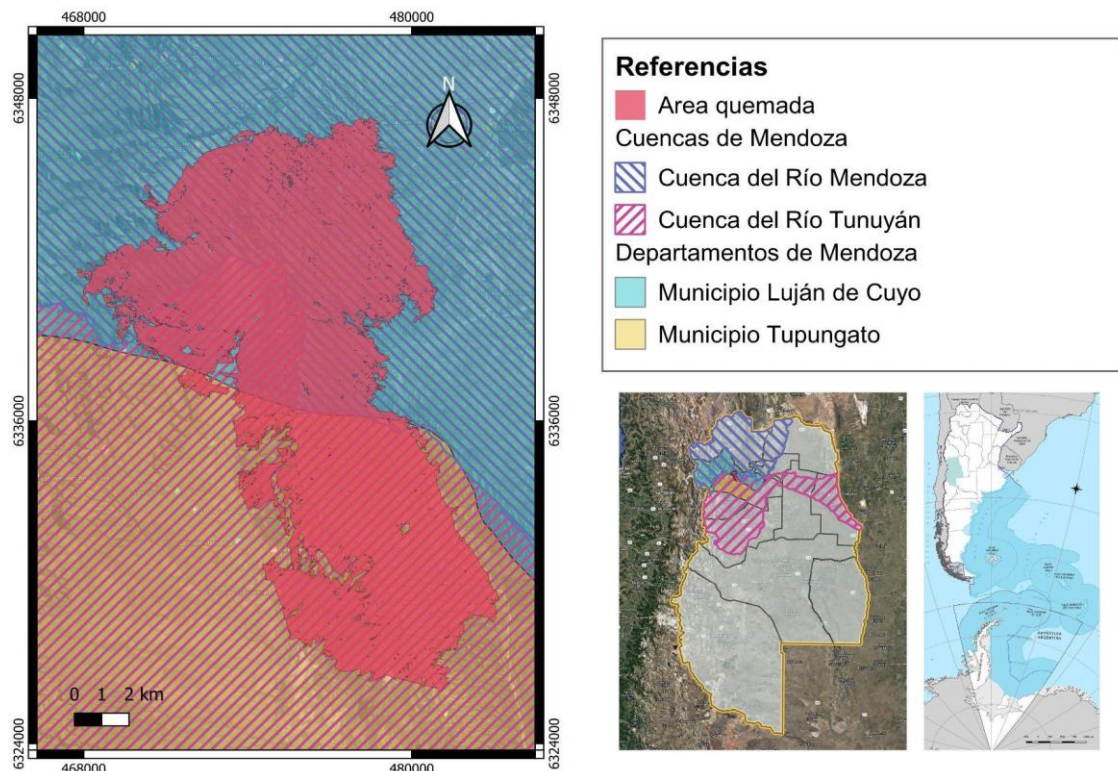 468000
480000
6348000
6348000
N
6336000
6336000
0 1 2 km
6324000
6324000
468000
480000
Referencias
Area quemada
Cuencas de Mendoza
Cuenca del Río Mendoza
Cuenca del Río Tunuyán
Departamentos de Mendoza
Municipio Luján de Cuyo
Municipio Tupungato